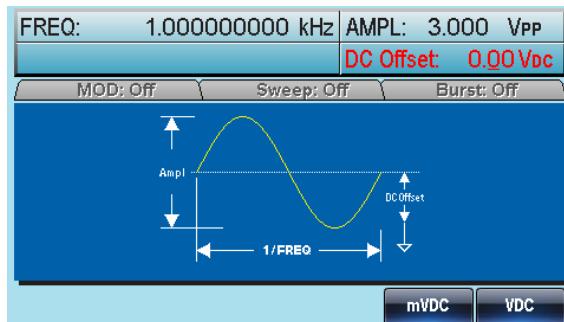 FREQ: 1.000000000 kHz AMPL: 3.000 VPP
DC Offset: 0.00 VDC
MOD: Off Sweep: Off Burst: Off
Ampl
DC Offset
1/FREQ
mVDC VDC